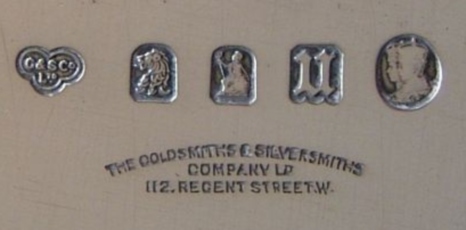 G&S Co
LD
u
THE GOLDSMITHS & SILVERSMITHS
COMPANY LD
112. REGENT STREET.W.